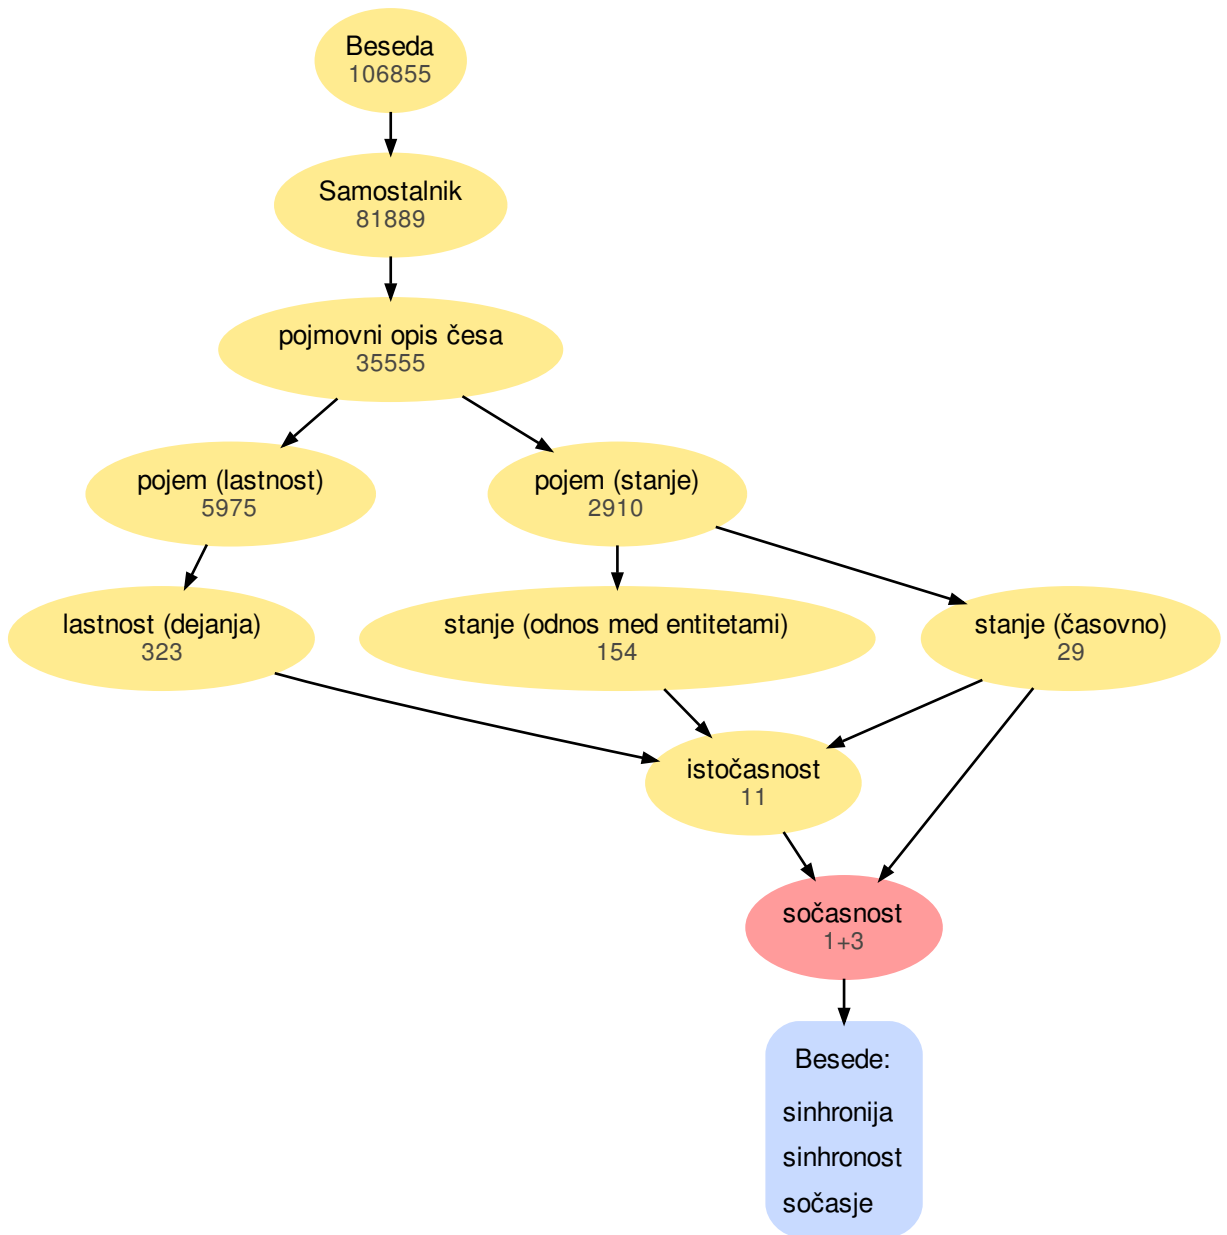 Beseda
106855
Samostalnik
81889
pojmovni opis česa
35555
pojem (lastnost)
5975
pojem (stanje)
2910
lastnost (dejanja)
323
stanje (odnos med entitetami)
154
stanje (časovno)
29
istočasnost
11
sočasnost
1+3
Besede:
sinhronija
sinhronost
sočasje